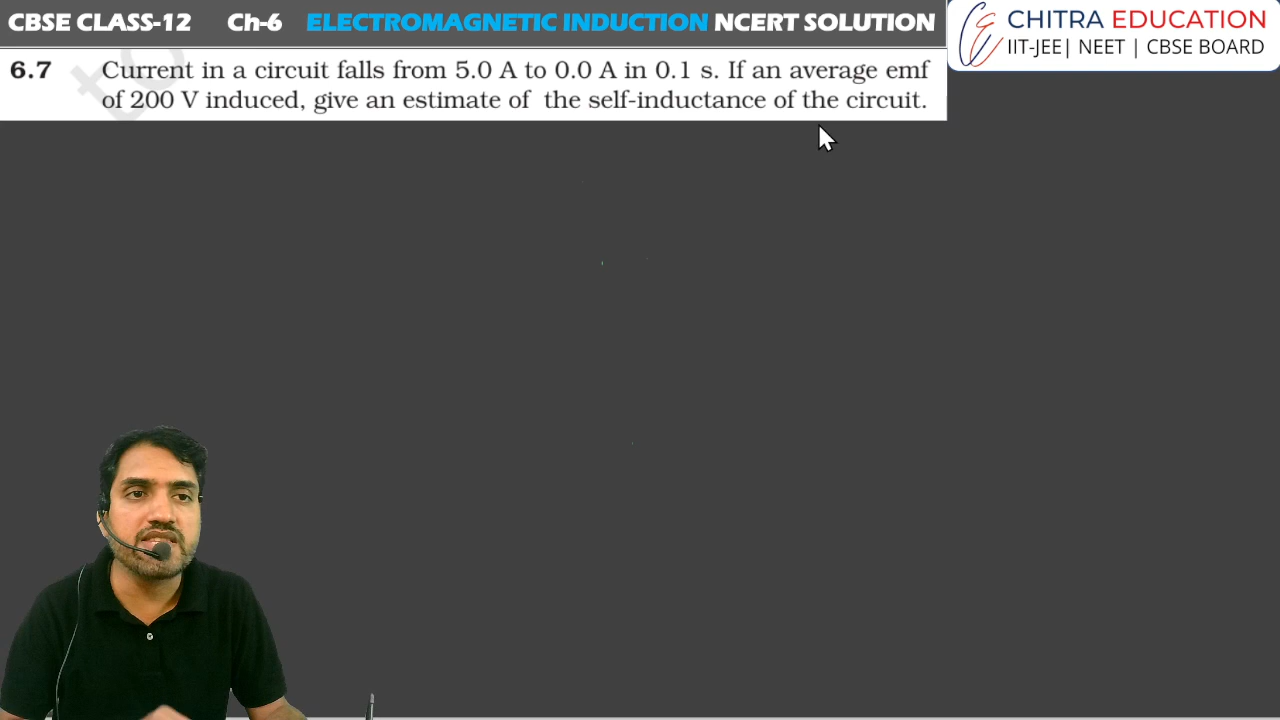 CBSE CLASS-12 Ch-6 ELECTROMAGNETIC INDUCTION NCERT SOLUTION
CHITRA EDUCATION
IIT-JEE| NEET | CBSE BOARD
6.7 Current in a circuit falls from 5.0 A to 0.0 A in 0.1 s. If an average emf
of 200 V induced, give an estimate of the self-inductance of the circuit.
to